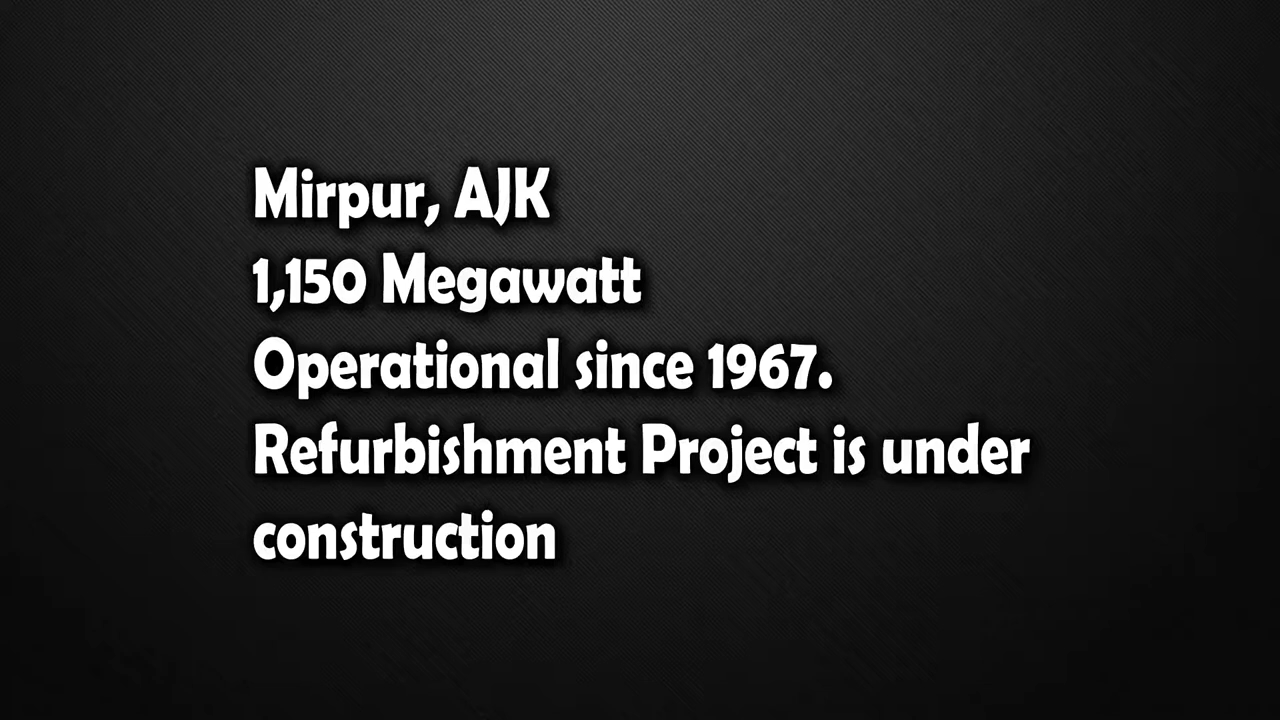 Mirpur, AJK
1,150 Megawatt
Operational since 1967.
Refurbishment Project is under
construction